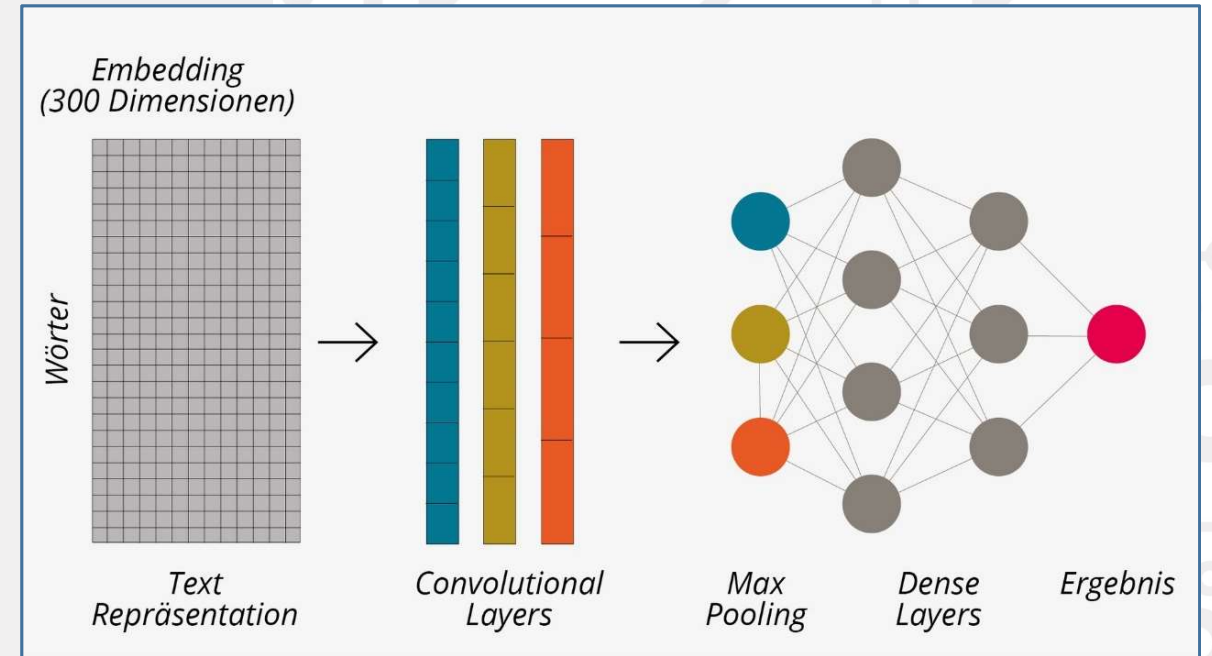 Embedding
(300 Dimensionen)
Wörter
Text
Repräsentation
Convolutional
Layers
Max
Pooling
Dense
Layers
Ergebnis